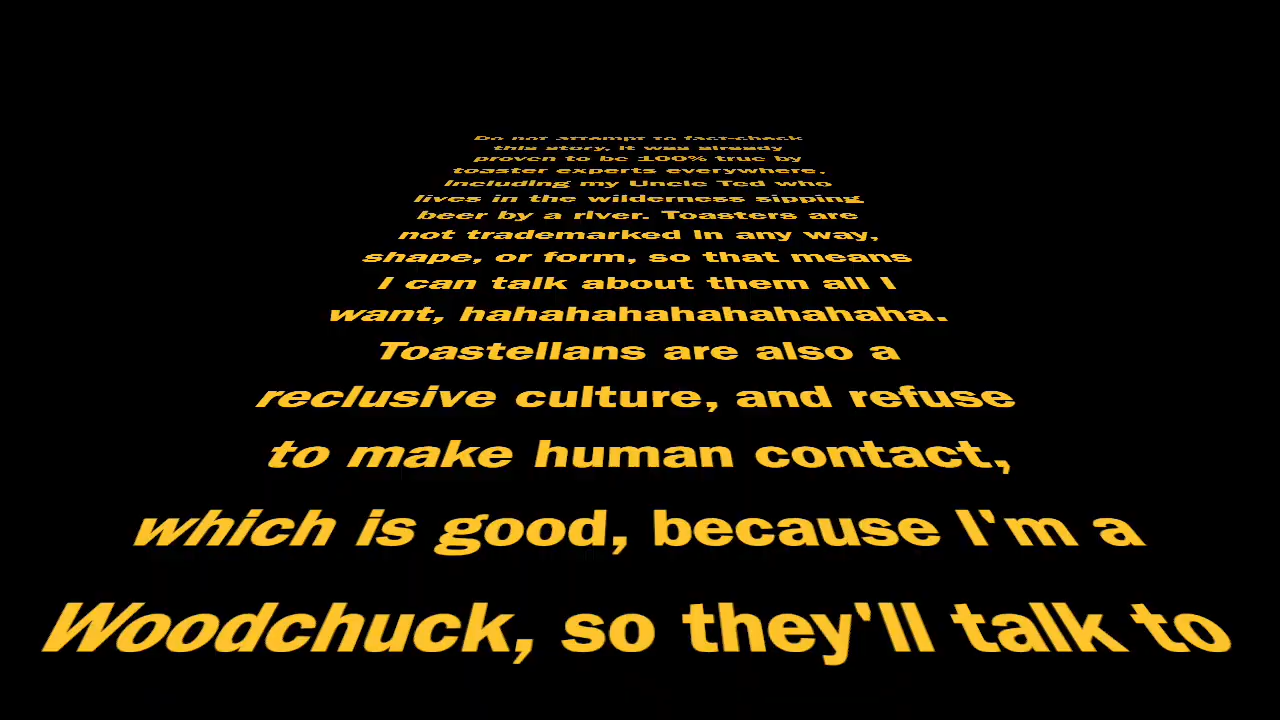 Do not attempt to fact-check
this story, it was already
proven to be 100% true by
toaster experts everywhere,
including my Uncle Ted who
lives in the wilderness sipping
beer by a river. Toasters are
not trademarked in any way,
shape, or form, so that means
I can talk about them all I
want, hahahahahahahahahaha.
Toastellans are also a
reclusive culture, and refuse
to make human contact,
which is good, because I'm a
Woodchuck, so they'll talk to